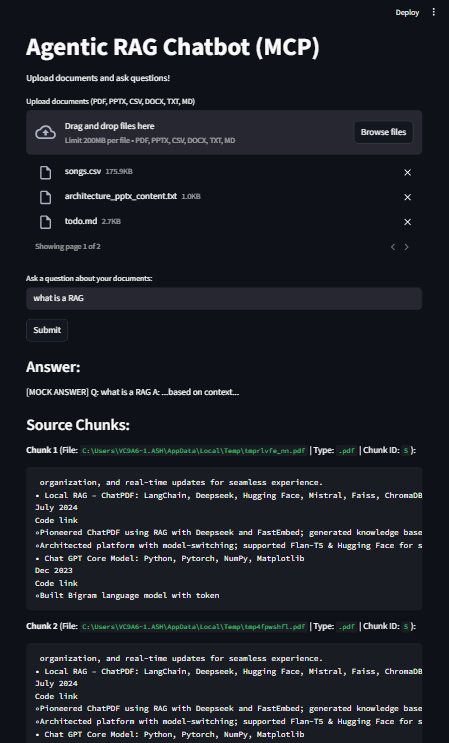 Deploy
Agentic RAG Chatbot (MCP)
Upload documents and ask questions!
Upload documents (PDF, PPTX, CSV, DOCX, TXT, MD)
Drag and drop files here
Limit 200MB per file • PDF, PPTX, CSV, DOCX, TXT, MD
Browse files
songs.csv 175.9KB
architecture_pptx_content.txt 1.0KB
todo.md 2.7KB
Showing page 1 of 2
Ask a question about your documents:
what is a RAG
Submit
Answer:
[MOCK ANSWER] Q: what is a RAG A: ...based on context...
Source Chunks:
Chunk 1 (File: C:\Users\VC9A6~1.ASH\AppData\Local\Temp\tmprlvfe_nn.pdf | Type: .pdf | Chunk ID: 5 ):
organization, and real-time updates for seamless experience.
• Local RAG – ChatPDF: LangChain, Deepseek, Hugging Face, Mistral, Faiss, ChromaDB
July 2024
Code link
◦Pioneered ChatPDF using RAG with Deepseek and FastEmbed; generated knowledge base
◦Architected platform with model-switching; supported Flan-T5 & Hugging Face for s
• Chat GPT Core Model: Python, Pytorch, NumPy, Matplotlib
Dec 2023
Code link
◦Built Bigram language model with token
Chunk 2 (File: C:\Users\VC9A6~1.ASH\AppData\Local\Temp\tmp4fpwshfl.pdf | Type: .pdf | Chunk ID: 5 ):
organization, and real-time updates for seamless experience.
• Local RAG – ChatPDF: LangChain, Deepseek, Hugging Face, Mistral, Faiss, ChromaDB
July 2024
Code link
◦Pioneered ChatPDF using RAG with Deepseek and FastEmbed; generated knowledge base
◦Architected platform with model-switching; supported Flan-T5 & Hugging Face for s
• Chat GPT Core Model: Python, Pytorch, NumPy, Matplotlib